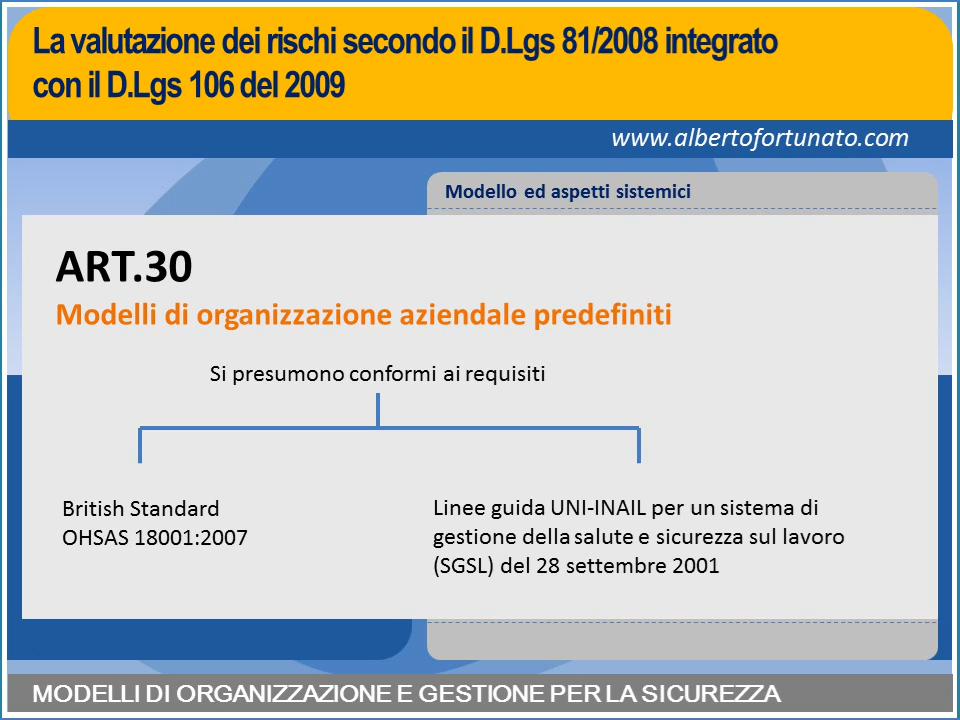 La valutazione dei rischi secondo il D.Lgs 81/2008 integrato
con il D.Lgs 106 del 2009
www.albertofortunato.com
Modello ed aspetti sistemici
ART.30
Modelli di organizzazione aziendale predefiniti
Si presumono conformi ai requisiti
British Standard
OHSAS 18001:2007
Linee guida UNI-INAIL per un sistema di
gestione della salute e sicurezza sul lavoro
(SGSL) del 28 settembre 2001
MODELLI DI ORGANIZZAZIONE E GESTIONE PER LA SICUREZZA